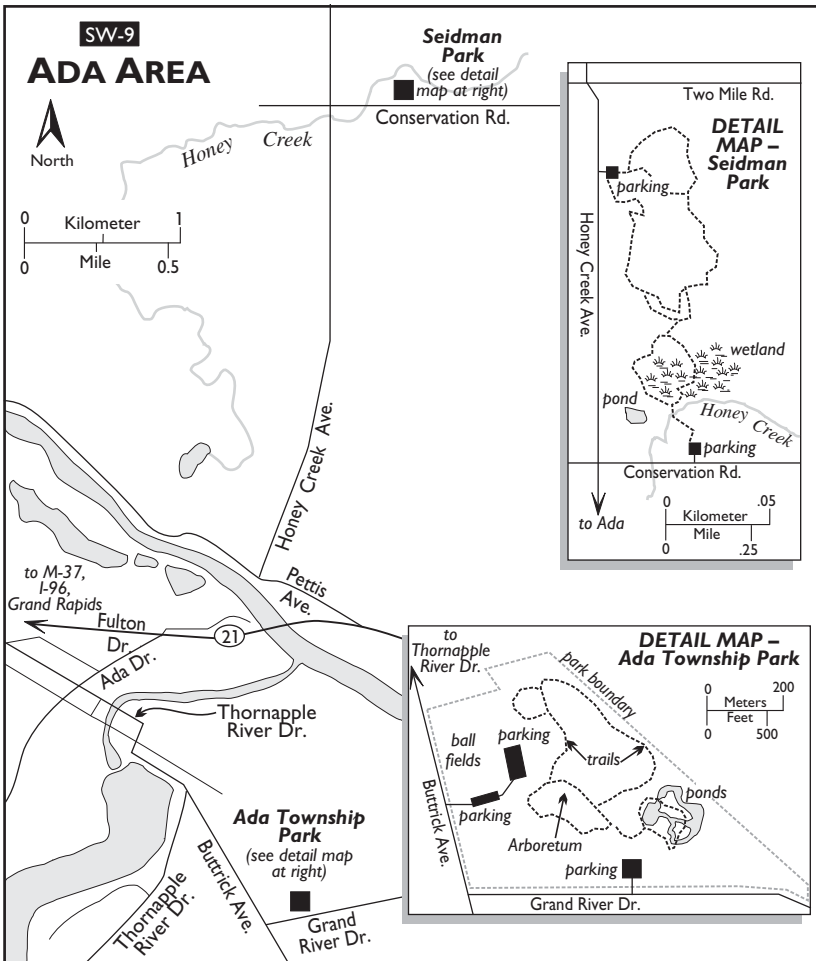 SW-9
ADA AREA
North
0 Kilometer 1
0 Mile 0.5
Seidman
Park
(see detail
map at right)
Conservation Rd.
Honey Creek
Honey Creek Ave.
to M-37,
I-96,
Grand Rapids
Fulton
Dr.
21
Ada Dr.
Pettis
Ave.
Thornapple
River Dr.
Ada Township
Park
(see detail map
at right)
Buttrick Ave.
Thornapple
River Dr.
Grand
River Dr.
Two Mile Rd.
DETAIL
MAP –
Seidman
Park
parking
Honey Creek Ave.
wetland
pond
Honey Creek
parking
Conservation Rd.
to Ada
0 .05
Kilometer
Mile
0 .25
to
Thornapple
River Dr.
DETAIL MAP –
Ada Township Park
park boundary
0 200
Meters
Feet
0 500
ball
fields
parking
trails
parking
Buttrick Ave.
ponds
Arboretum
parking
Grand River Dr.